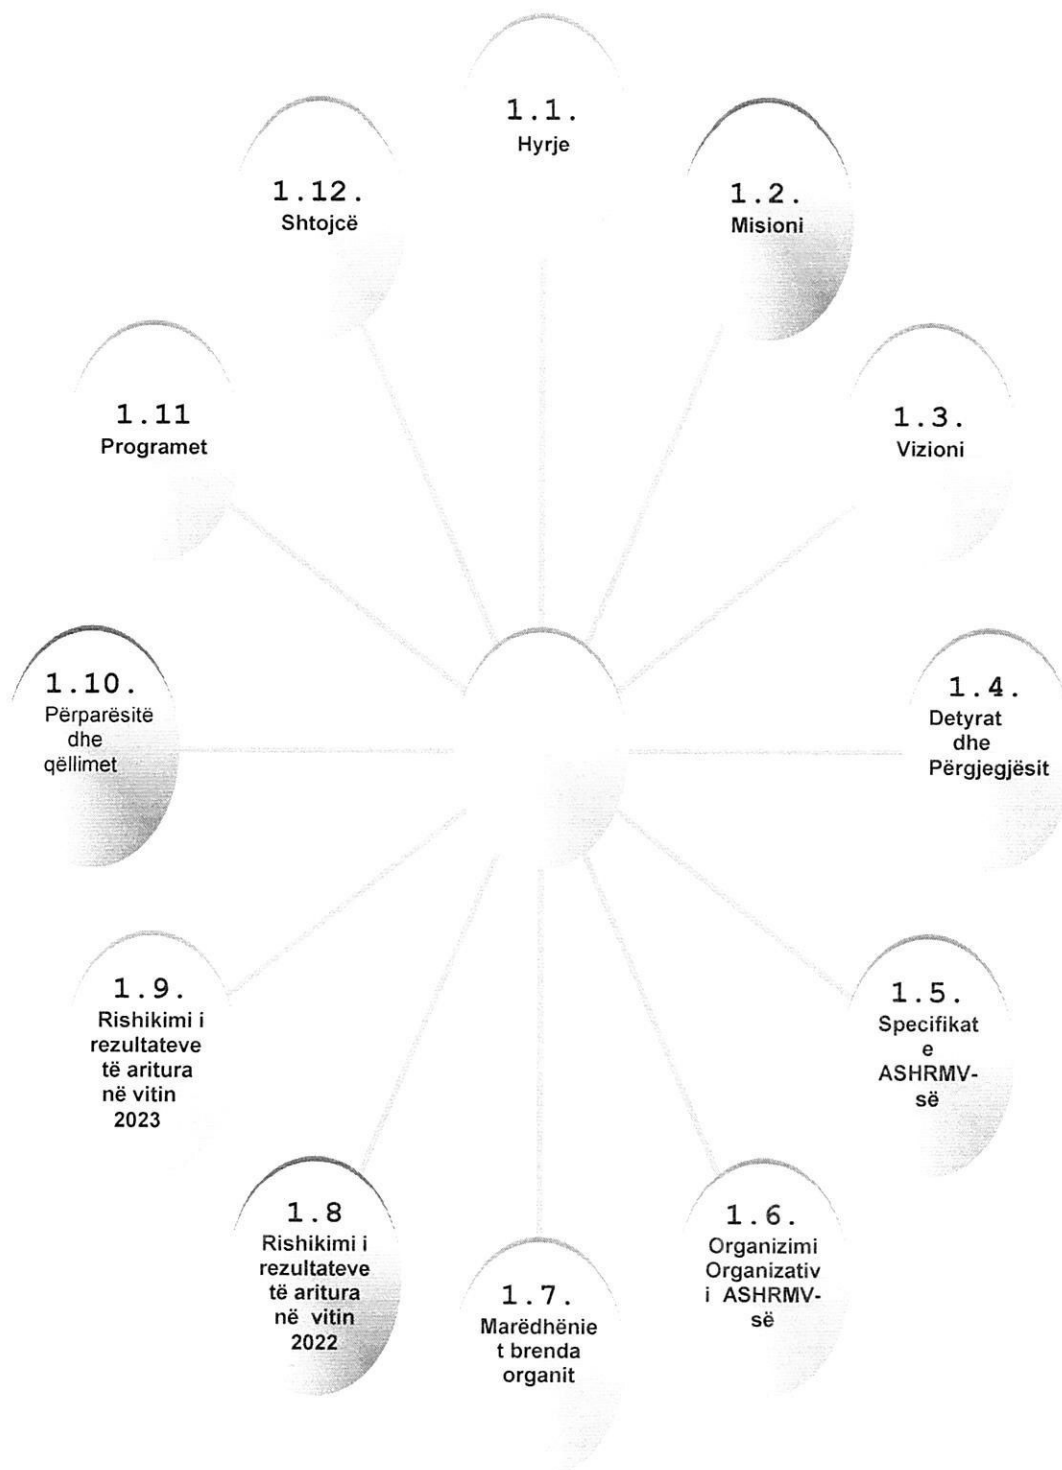 1.1.
Hyrje
1.2.
Misioni
1.3.
Vizioni
1.4.
Detyrat
dhe
Përgjegjësit
1.5.
Specifikat
e
ASHRMV-
së
1.6.
Organizimi
Organizativ
i ASHRMV-
së
1.7.
Marëdhënie
t brenda
organit
1.8
Rishikimi i
rezultateve
të aritura
në vitin
2022
1.9.
Rishikimi i
rezultateve
të aritura
në vitin
2023
1.10.
Përparësitë
dhe
qëllimet
1.11
Programet
1.12.
Shtojcë